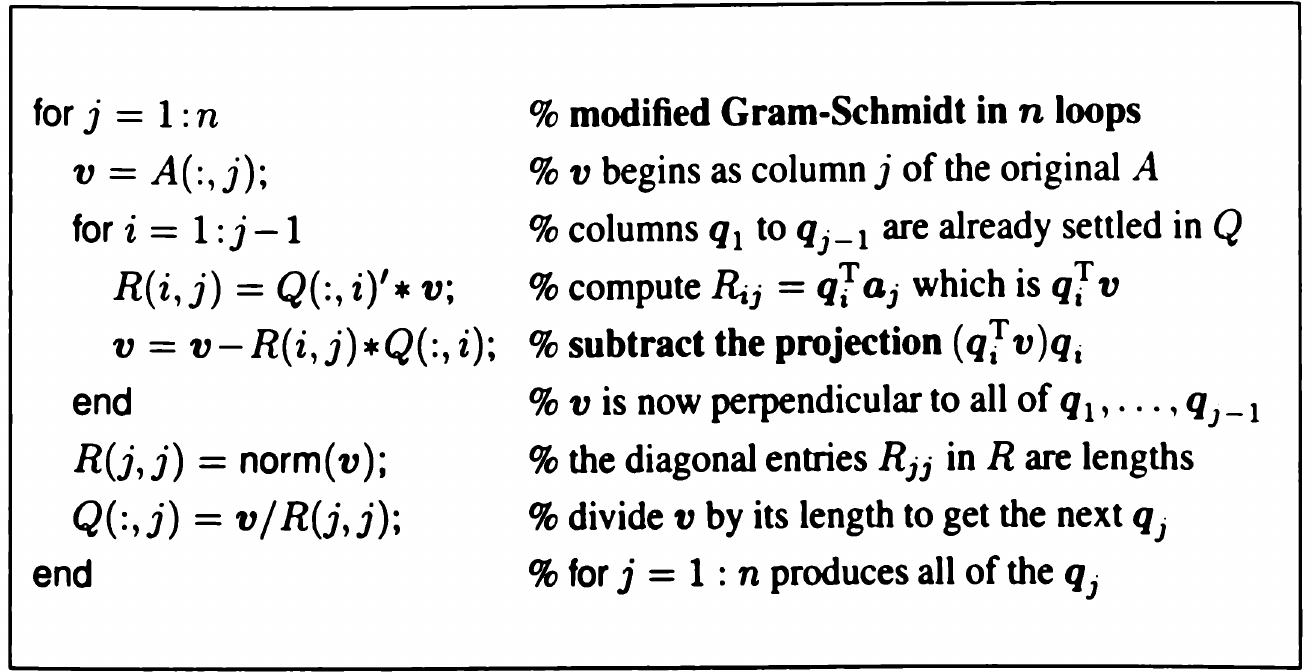 for j = 1:n % modified Gram-Schmidt in n loops
v = A(:, j); % v begins as column j of the original A
for i = 1:j−1 % columns q₁ to qⱼ₋₁ are already settled in Q
R(i, j) = Q(:, i)′ * v; % compute Rᵢⱼ = qᵢᵀaⱼ which is qᵢᵀv
v = v−R(i, j)*Q(:, i); % subtract the projection (qᵢᵀv)qᵢ
end % v is now perpendicular to all of q₁, . . . , qⱼ₋₁
R(j, j) = norm(v); % the diagonal entries Rⱼⱼ in R are lengths
Q(:, j) = v/R(j, j); % divide v by its length to get the next qⱼ
end % for j = 1 : n produces all of the qⱼ